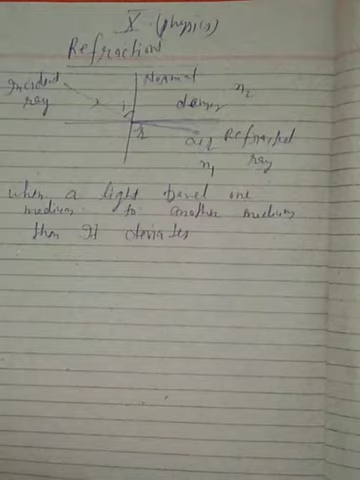 X (physics)
Refraction
Incident Normal n2
ray i denser
r air Refracted
n1 ray
when a light travel one
medium to another medium
then It deviates